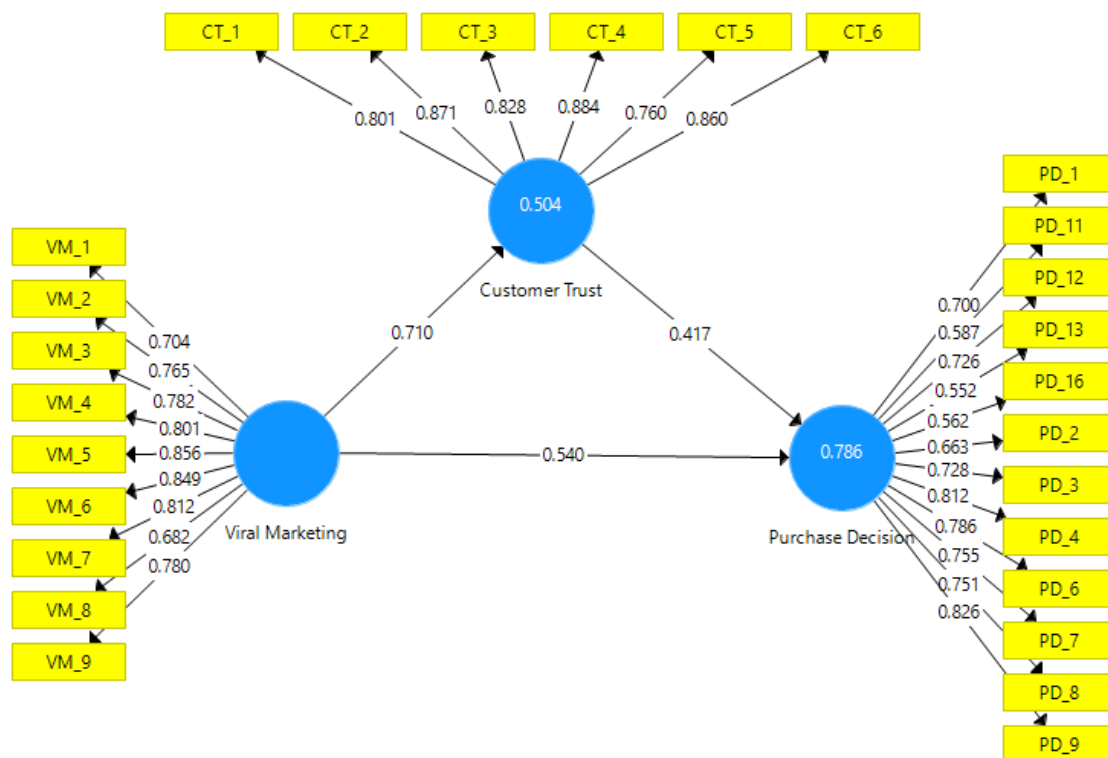 CT_1 CT_2 CT_3 CT_4 CT_5 CT_6
0.801 0.871 0.828 0.884 0.760 0.860
0.504
Customer Trust
VM_1
VM_2
VM_3
VM_4
VM_5
VM_6
VM_7
VM_8
VM_9
0.704
0.765
0.782
0.801
0.856
0.849
0.812
0.682
0.780
Viral Marketing
0.710
0.417
0.540
0.786
Purchase Decision
0.700
0.587
0.726
0.552
0.562
0.663
0.728
0.812
0.786
0.755
0.751
0.826
PD_1
PD_11
PD_12
PD_13
PD_16
PD_2
PD_3
PD_4
PD_6
PD_7
PD_8
PD_9